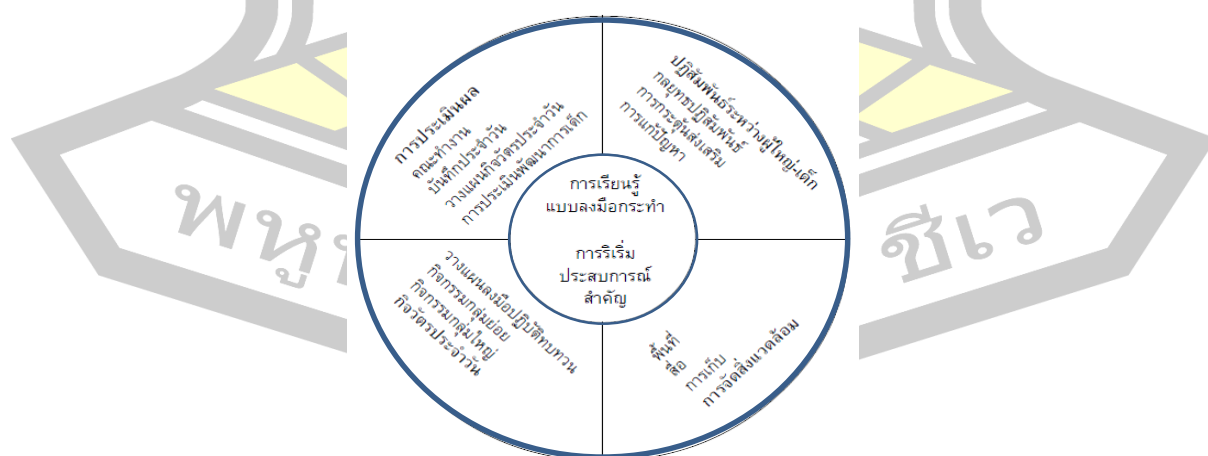 การประเมินผล
คณะทำงาน
บันทึกประจำวัน
วางแผนกิจวัตรประจำวัน
การประเมินพัฒนาการเด็ก
ปฏิสัมพันธ์ระหว่างผู้ใหญ่-เด็ก
กลยุทธปฏิสัมพันธ์
การกระตุ้นส่งเสริม
การแก้ปัญหา
การเรียนรู้
แบบลงมือกระทำ
การริเริ่ม
ประสบการณ์
สำคัญ
วางแผนลงมือปฏิบัติทบทวน
กิจกรรมกลุ่มย่อย
กิจกรรมกลุ่มใหญ่
กิจวัตรประจำวัน
พื้นที่
สื่อ
การเก็บ
การจัดสิ่งแวดล้อม
ชีเว